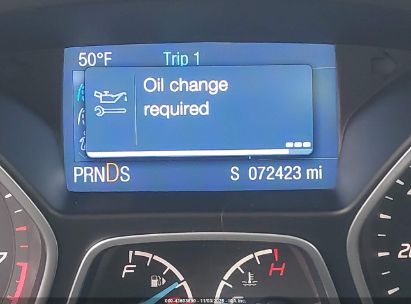 50°F Trip 1
Oil change
required
PRNDS S 072423 mi
F H